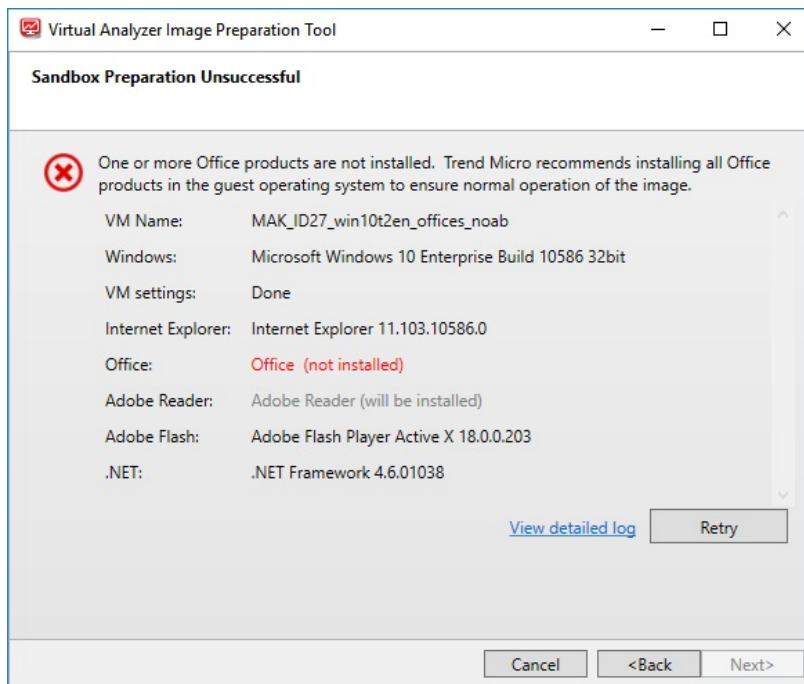 Virtual Analyzer Image Preparation Tool
Sandbox Preparation Unsuccessful
One or more Office products are not installed. Trend Micro recommends installing all Office
products in the guest operating system to ensure normal operation of the image.
VM Name: MAK_ID27_win10t2en_offices_noab
Windows: Microsoft Windows 10 Enterprise Build 10586 32bit
VM settings: Done
Internet Explorer: Internet Explorer 11.103.10586.0
Office: Office (not installed)
Adobe Reader: Adobe Reader (will be installed)
Adobe Flash: Adobe Flash Player Active X 18.0.0.203
.NET: .NET Framework 4.6.01038
View detailed log Retry
Cancel <Back Next>